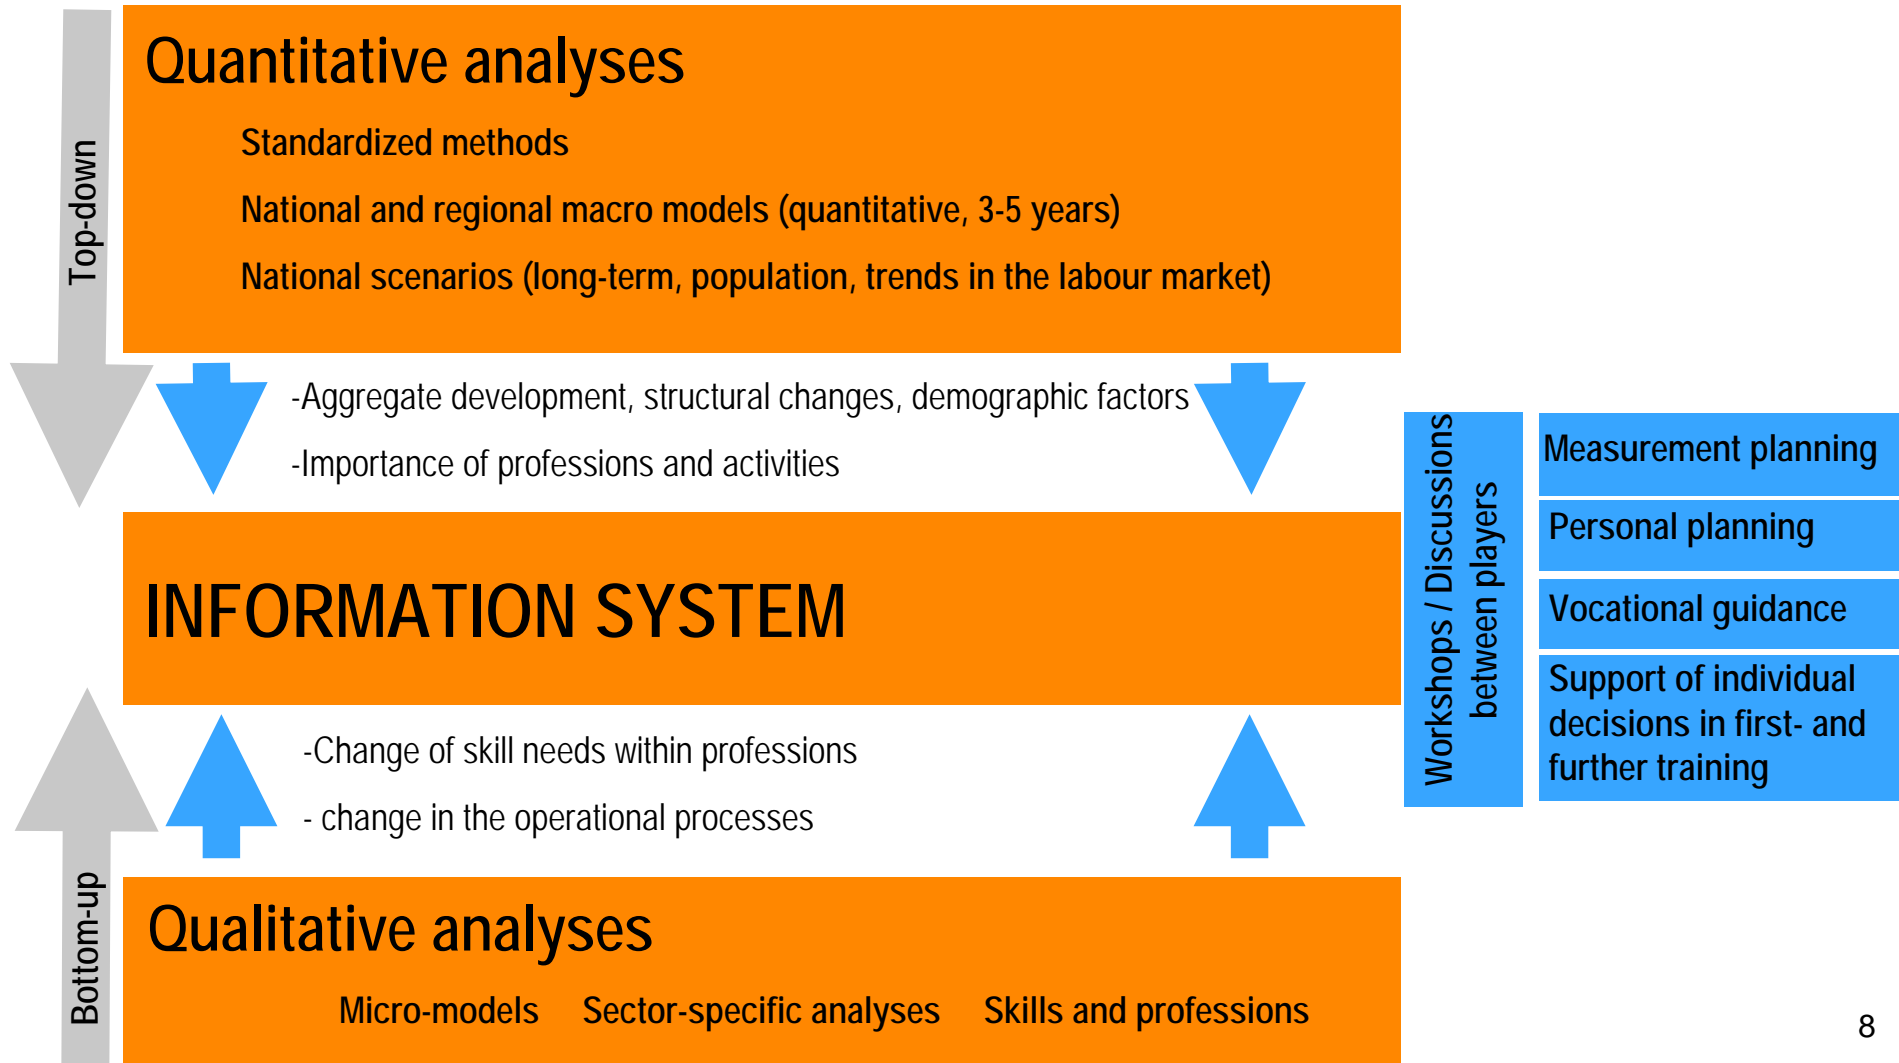 Quantitative analyses
Standardized methods
National and regional macro models (quantitative, 3-5 years)
National scenarios (long-term, population, trends in the labour market)
Top-down
-Aggregate development, structural changes, demographic factors
-Importance of professions and activities
INFORMATION SYSTEM
Workshops / Discussions
between players
Measurement planning
Personal planning
Vocational guidance
Support of individual
decisions in first- and
further training
-Change of skill needs within professions
- change in the operational processes
Bottom-up
Qualitative analyses
Micro-models Sector-specific analyses Skills and professions
8